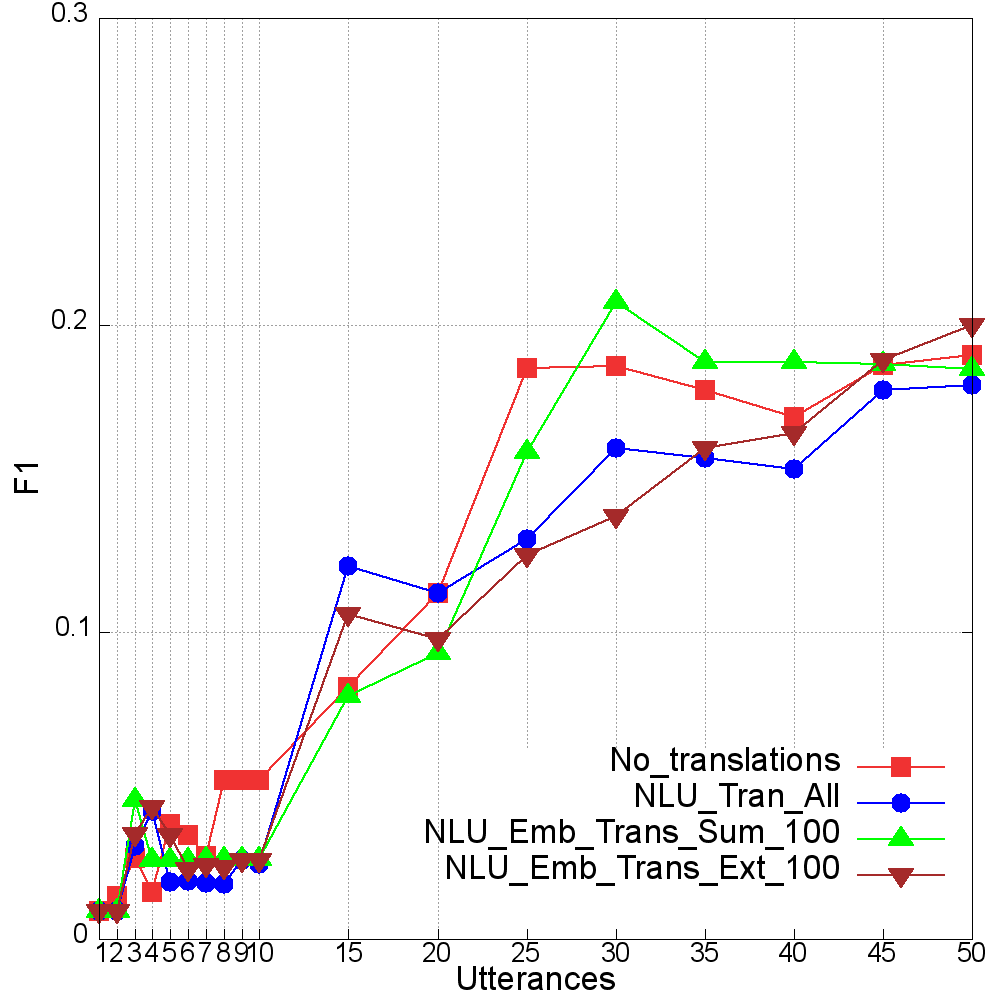 0.3
0.2
0.1
0
F1
1 2 3 4 5 6 7 8 9 10 15 20 25 30 35 40 45 50
Utterances
No_translations
NLU_Tran_All
NLU_Emb_Trans_Sum_100
NLU_Emb_Trans_Ext_100